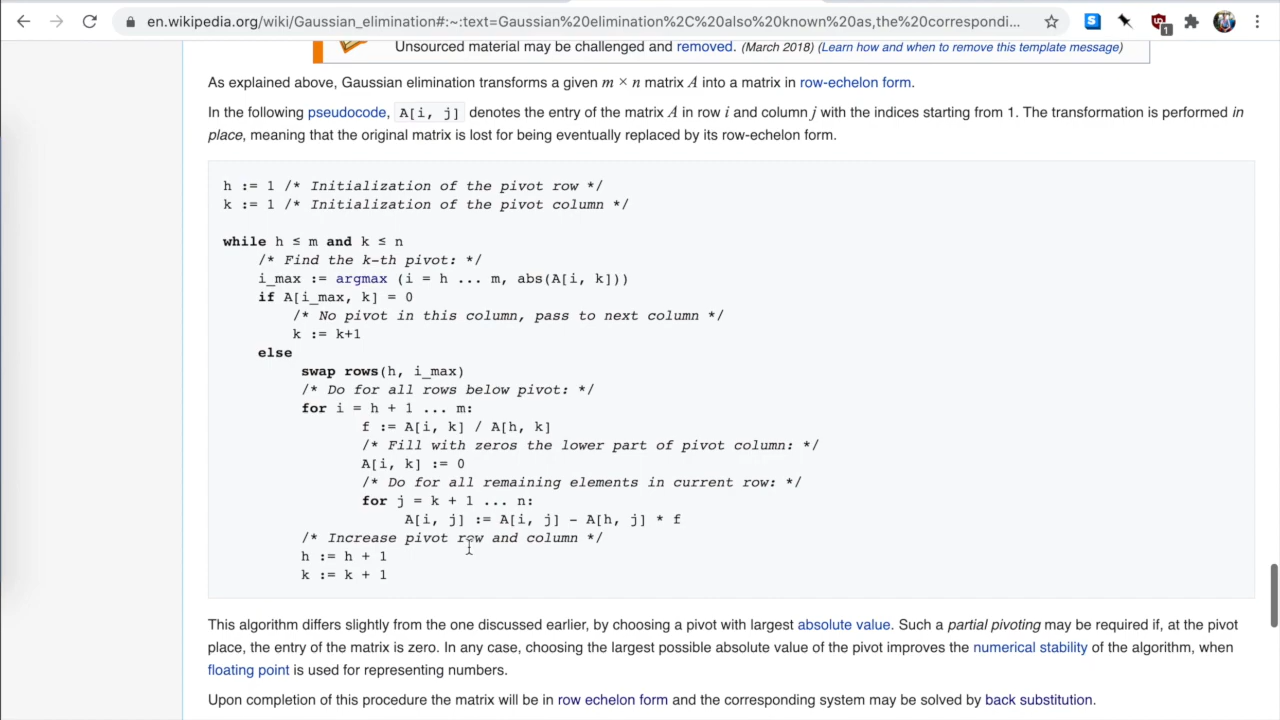 en.wikipedia.org/wiki/Gaussian_elimination#:~:text=Gaussian%20elimination%2C%20also%20known%20as,the%20correspondi...
1
Unsourced material may be challenged and removed. (March 2018) (Learn how and when to remove this template message)
As explained above, Gaussian elimination transforms a given m × n matrix A into a matrix in row-echelon form.
In the following pseudocode, A[i, j] denotes the entry of the matrix A in row i and column j with the indices starting from 1. The transformation is performed in
place, meaning that the original matrix is lost for being eventually replaced by its row-echelon form.
h := 1 /* Initialization of the pivot row */
k := 1 /* Initialization of the pivot column */
while h ≤ m and k ≤ n
/* Find the k-th pivot: */
i_max := argmax (i = h ... m, abs(A[i, k]))
if A[i_max, k] = 0
/* No pivot in this column, pass to next column */
k := k+1
else
swap rows(h, i_max)
/* Do for all rows below pivot: */
for i = h + 1 ... m:
f := A[i, k] / A[h, k]
/* Fill with zeros the lower part of pivot column: */
A[i, k] := 0
/* Do for all remaining elements in current row: */
for j = k + 1 ... n:
A[i, j] := A[i, j] - A[h, j] * f
/* Increase pivot row and column */
h := h + 1
k := k + 1
This algorithm differs slightly from the one discussed earlier, by choosing a pivot with largest absolute value. Such a partial pivoting may be required if, at the pivot
place, the entry of the matrix is zero. In any case, choosing the largest possible absolute value of the pivot improves the numerical stability of the algorithm, when
floating point is used for representing numbers.
Upon completion of this procedure the matrix will be in row echelon form and the corresponding system may be solved by back substitution.